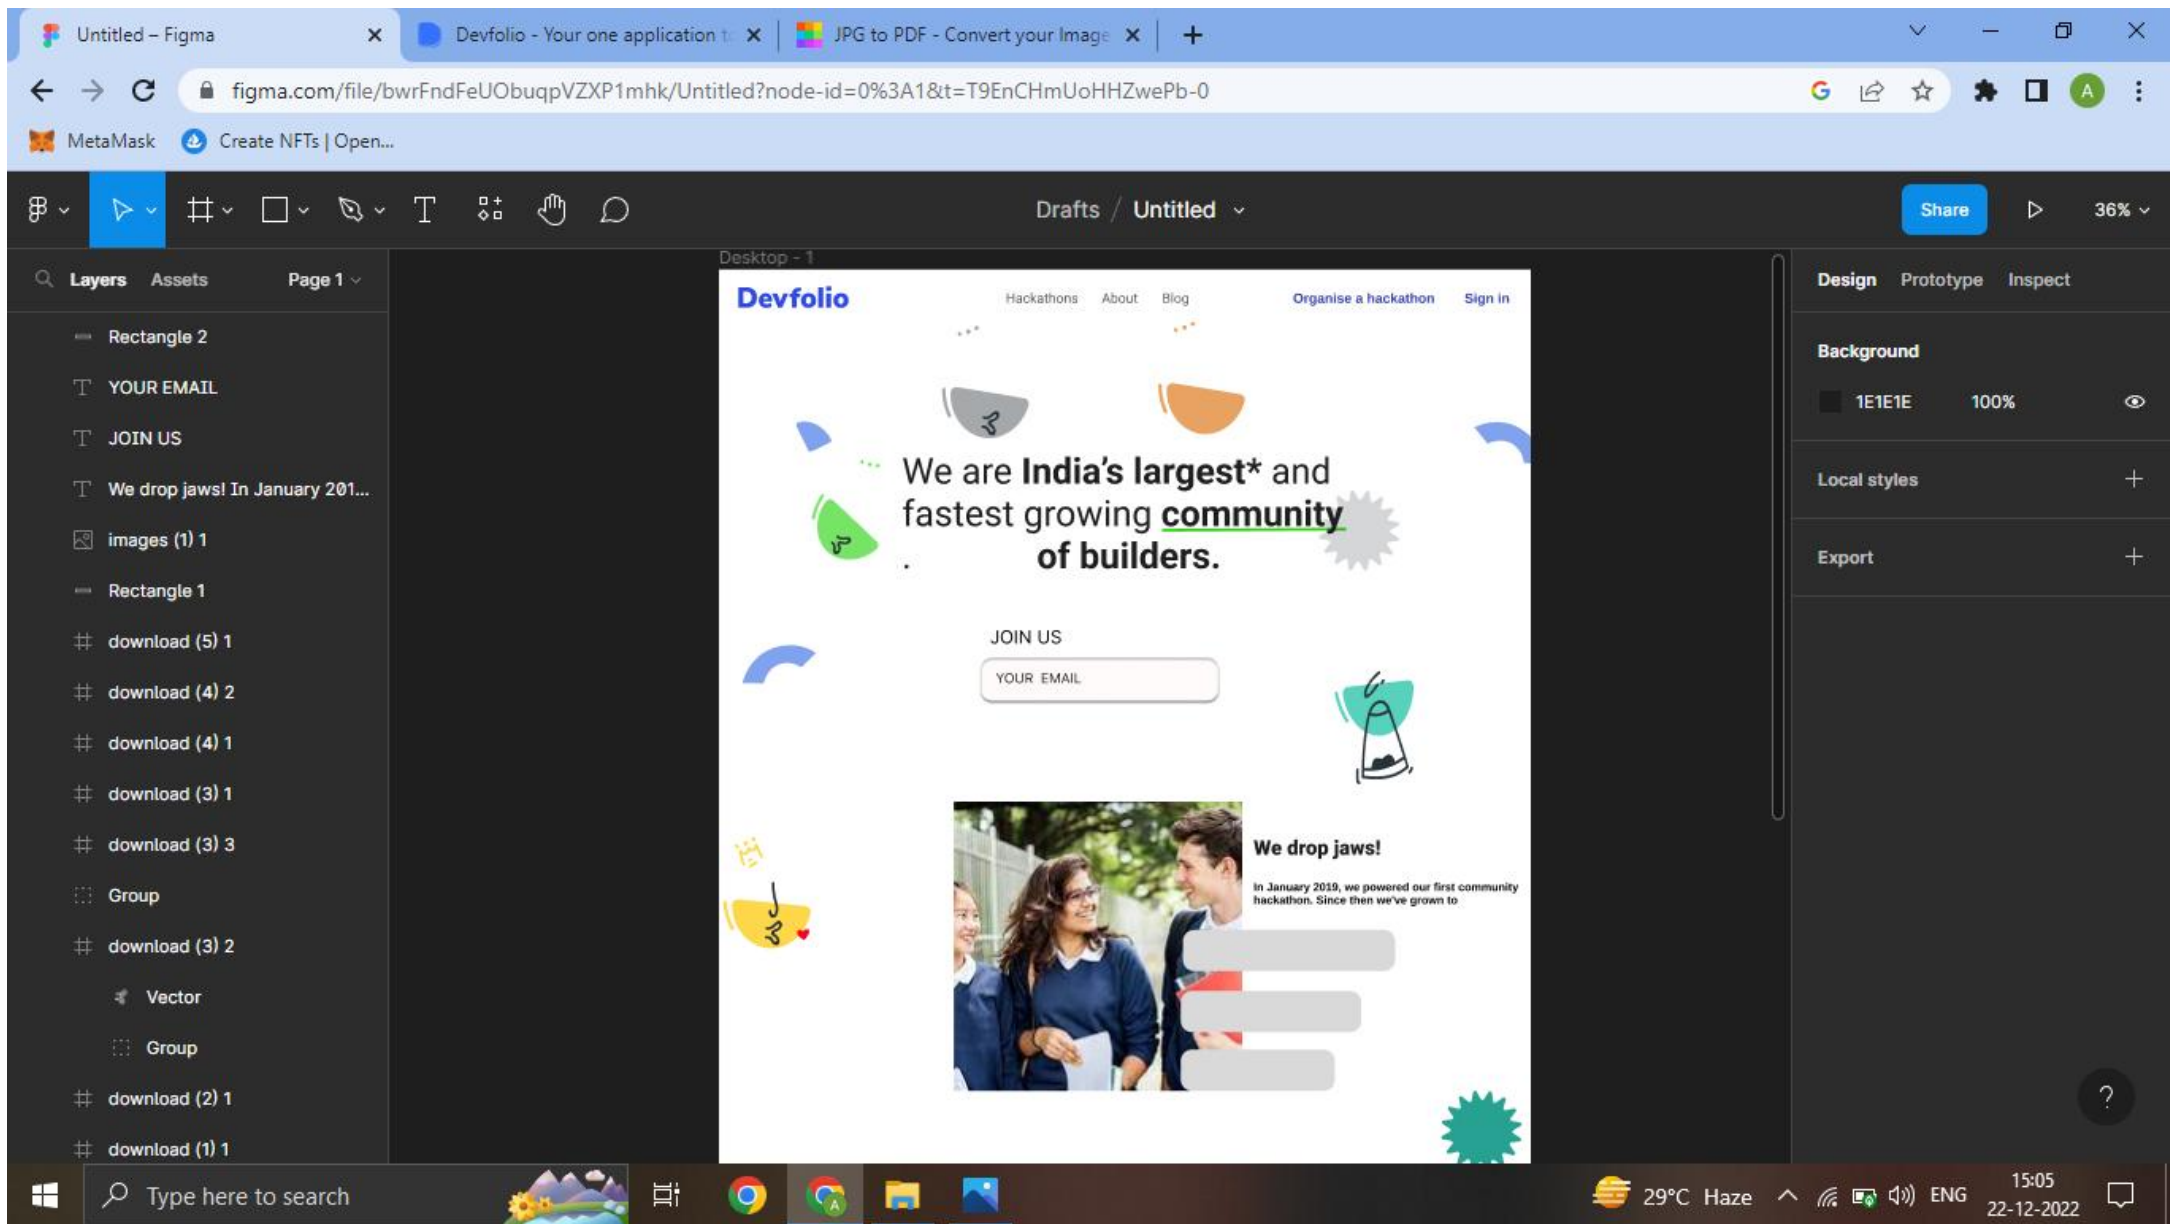 Untitled – Figma
Devfolio - Your one application to
JPG to PDF - Convert your Image
figma.com/file/bwrFndFeUObuqpVZXP1mhk/Untitled?node-id=0%3A1&t=T9EnCHmUoHHZwePb-0
A
MetaMask
Create NFTs | Open...
Drafts / Untitled
Share
36%
Layers
Assets
Page 1
Rectangle 2
YOUR EMAIL
JOIN US
We drop jaws! In January 201...
images (1) 1
Rectangle 1
download (5) 1
download (4) 2
download (4) 1
download (3) 1
download (3) 3
Group
download (3) 2
Vector
Group
download (2) 1
download (1) 1
Desktop - 1
Devfolio
Hackathons
About
Blog
Organise a hackathon
Sign in
We are India's largest* and
fastest growing community
. of builders.
JOIN US
YOUR EMAIL
We drop jaws!
In January 2019, we powered our first community
hackathon. Since then we've grown to
Design
Prototype
Inspect
Background
1E1E1E
100%
Local styles
Export
?
Type here to search
29°C Haze
ENG
15:05
22-12-2022